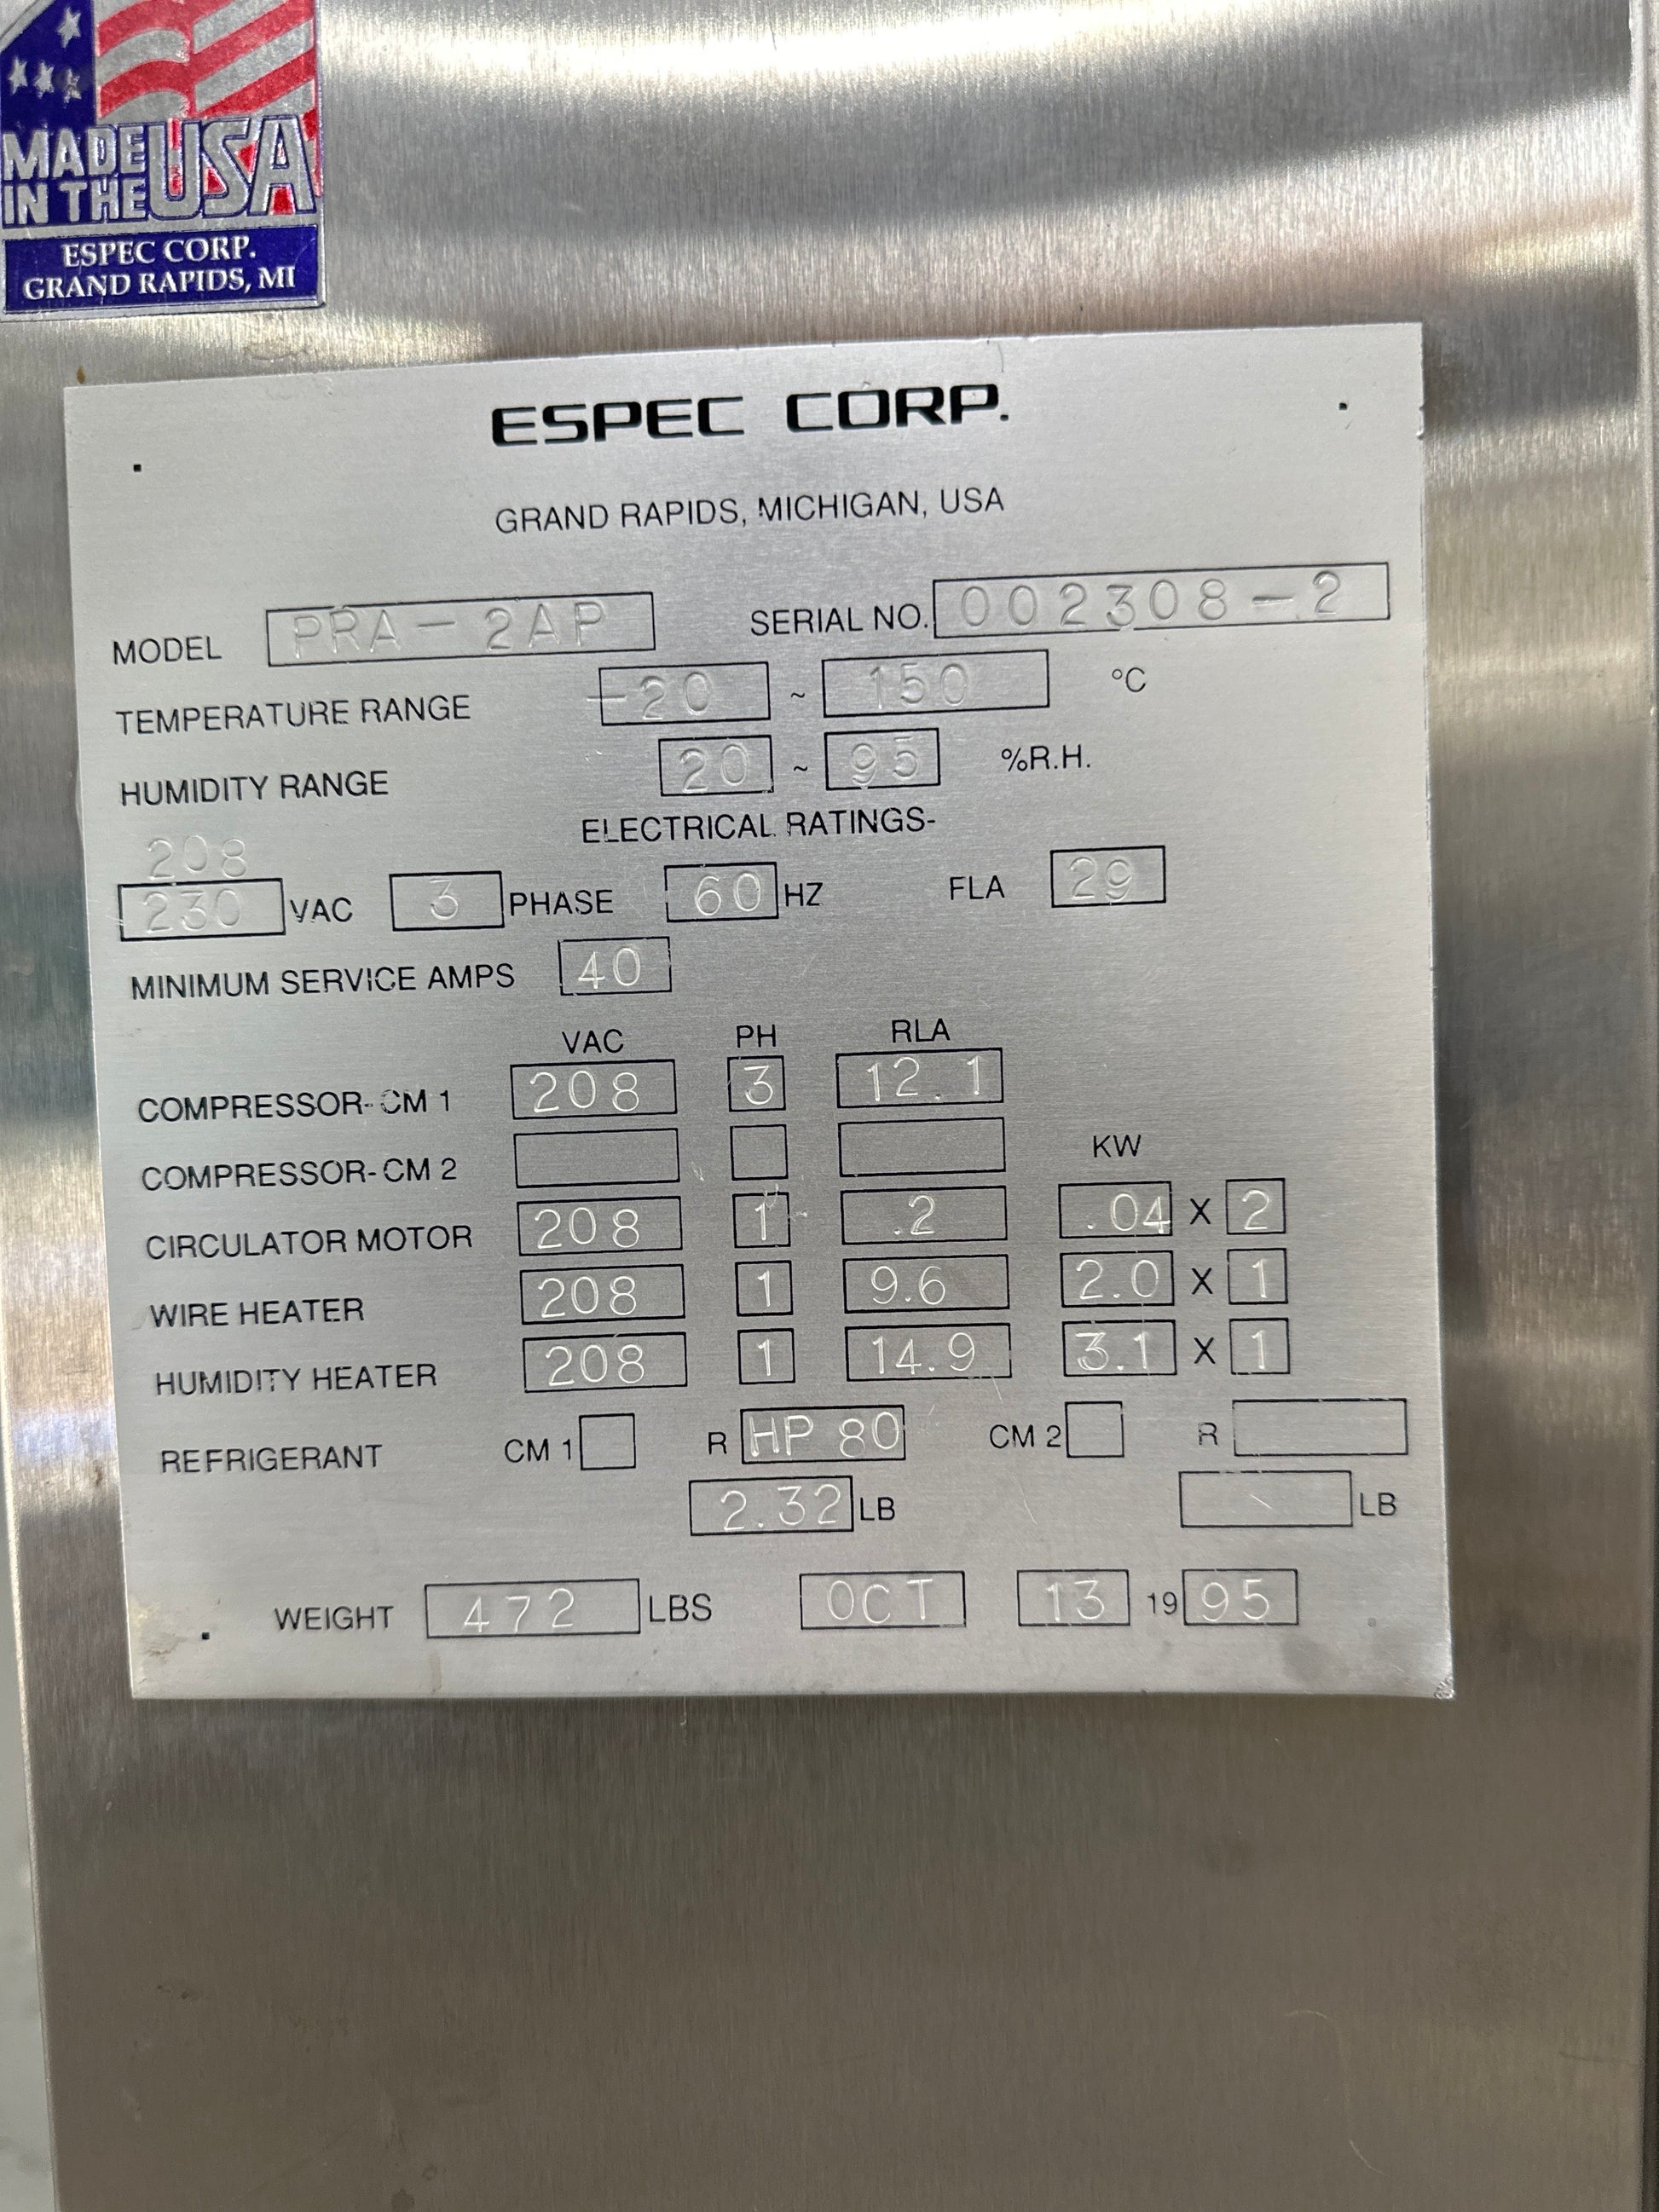 MADE
IN THE USA
ESPEC CORP.
GRAND RAPIDS, MI
ESPEC CORP.
GRAND RAPIDS, MICHIGAN, USA
MODEL PRA-2AP SERIAL NO. 002308-2
TEMPERATURE RANGE -20 ~ 150 °C
HUMIDITY RANGE 20 ~ 95 %R.H.
ELECTRICAL RATINGS-
208
230 VAC 3 PHASE 60 HZ FLA 29
MINIMUM SERVICE AMPS 40
VAC PH RLA
COMPRESSOR-CM 1 208 3 12.1
COMPRESSOR-CM 2 KW
CIRCULATOR MOTOR 208 1 .2 .04 X 2
WIRE HEATER 208 1 9.6 2.0 X 1
HUMIDITY HEATER 208 1 14.9 3.1 X 1
REFRIGERANT CM 1 R HP 80 CM 2 R
2.32 LB LB
WEIGHT 472 LBS OCT 13 1995